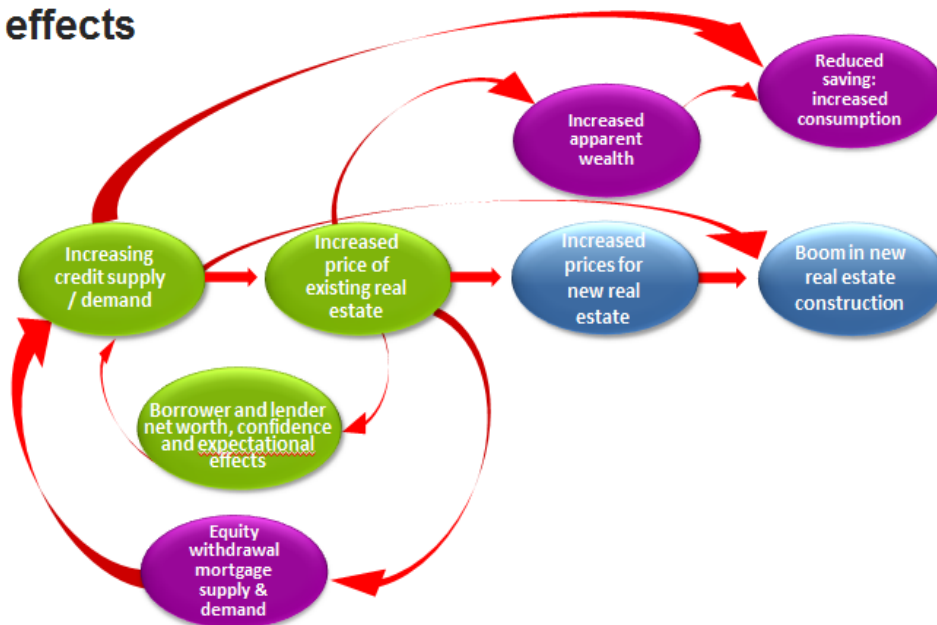 effects
Reduced
saving:
increased
consumption
Increased
apparent
wealth
Increasing
credit supply
/ demand
Increased
price of
existing real
estate
Increased
prices for
new real
estate
Boom in new
real estate
construction
Borrower and lender
net worth, confidence
and expectational
effects
Equity
withdrawal
mortgage
supply &
demand